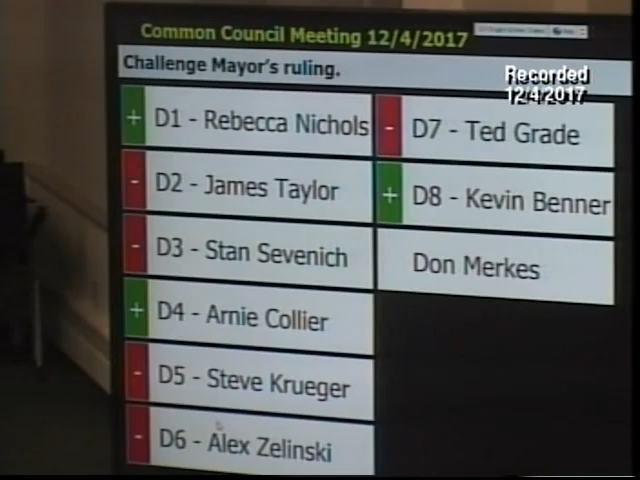 Common Council Meeting 12/4/2017
Challenge Mayor's ruling.
Recorded
12/4/2017
+ D1 - Rebecca Nichols
- D2 - James Taylor
- D3 - Stan Sevenich
+ D4 - Arnie Collier
- D5 - Steve Krueger
- D6 - Alex Zelinski
- D7 - Ted Grade
+ D8 - Kevin Benner
Don Merkes